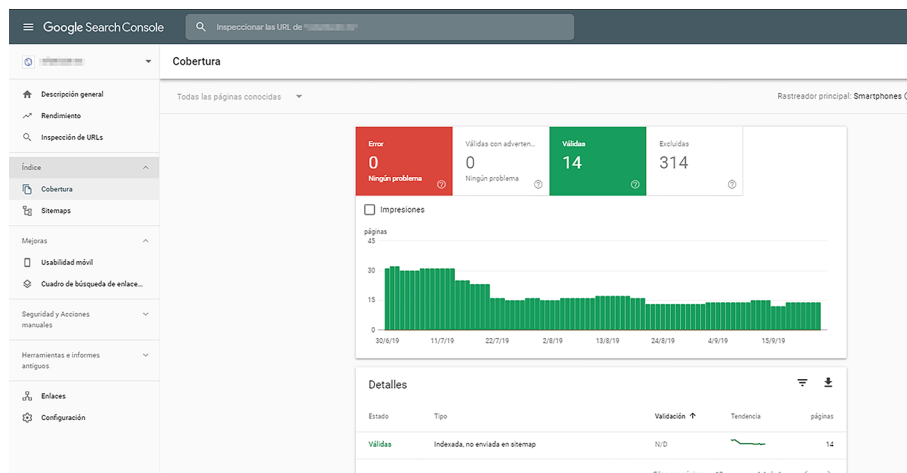 Google Search Console
Inspeccionar las URL de
Cobertura
Todas las páginas conocidas
Rastreador principal: Smartphones
Descripción general
Rendimiento
Inspección de URLs
Índice
Cobertura
Sitemaps
Mejoras
Usabilidad móvil
Cuadro de búsqueda de enlace...
Seguridad y Acciones
manuales
Herramientas e informes
antiguos
Enlaces
Configuración
Error
0
Ningún problema
Válidas con adverten...
0
Ningún problema
Válidas
14
Excluidas
314
Impresiones
páginas
45
30
15
0
30/6/19 11/7/19 22/7/19 2/8/19 13/8/19 24/8/19 4/9/19 15/9/19
Detalles
Estado Tipo Validación Tendencia páginas
Válidas Indexada, no enviada en sitemap N/D 14